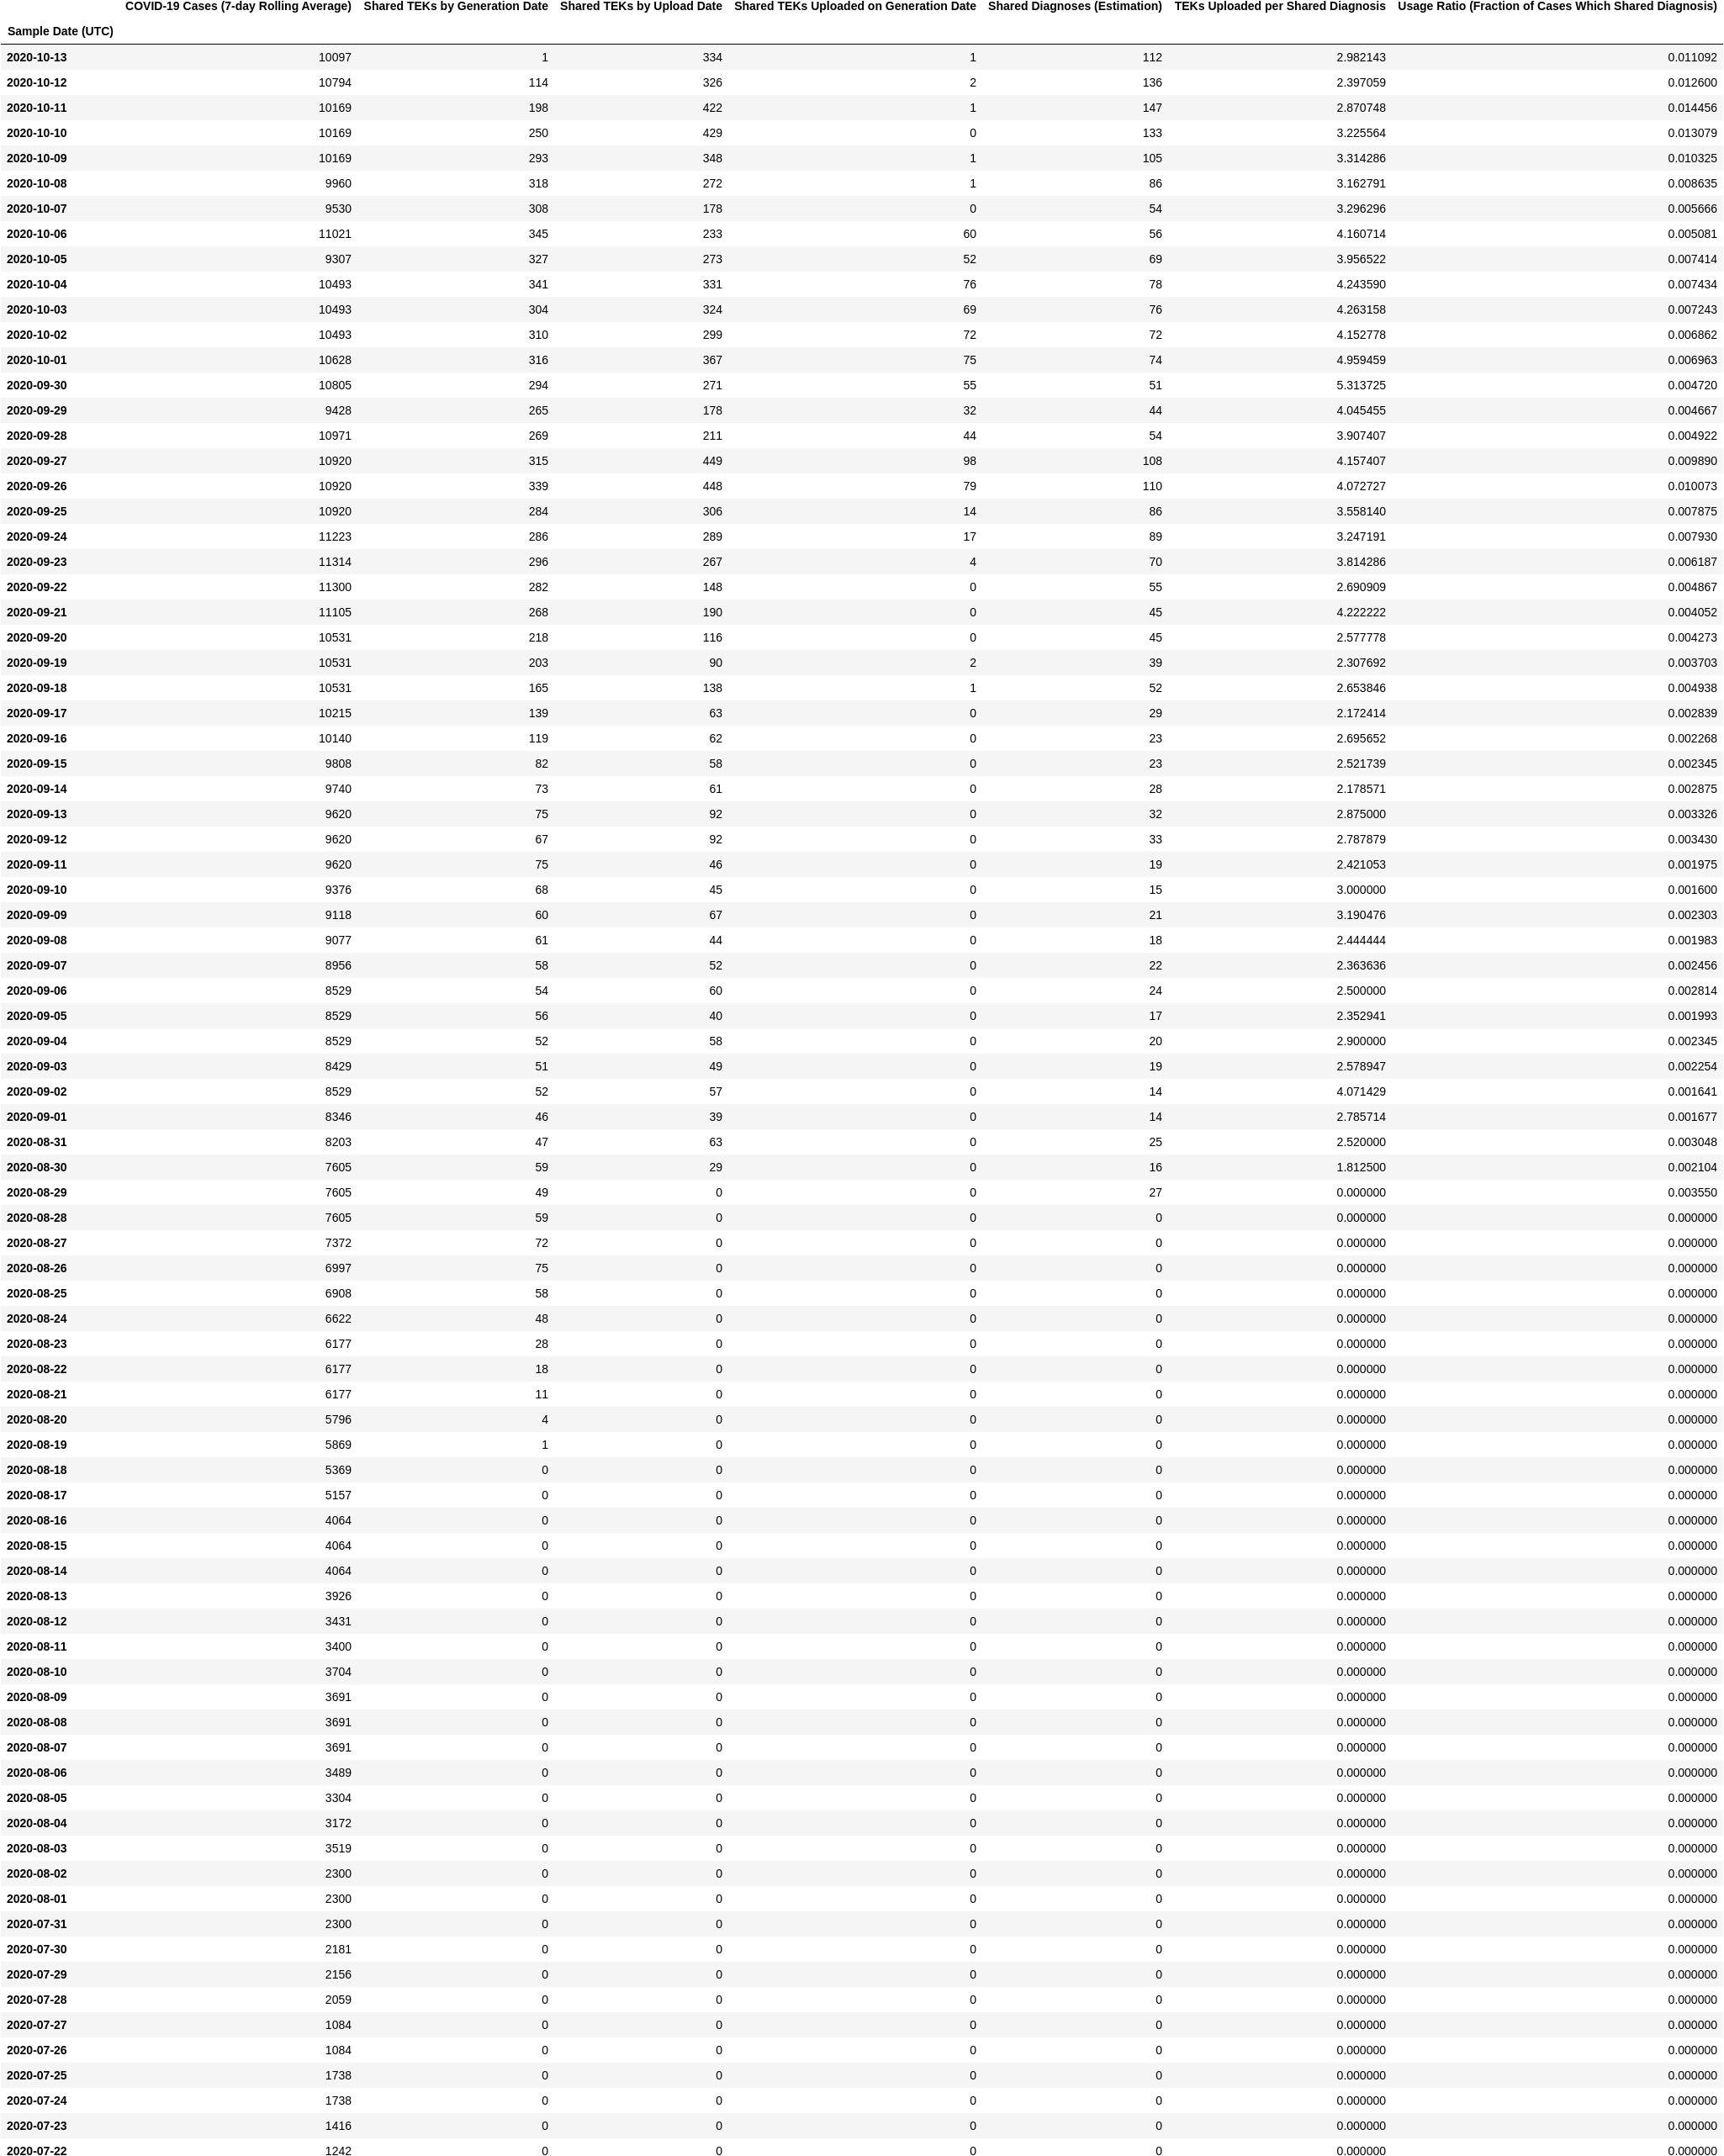 COVID-19 Cases (7-day Rolling Average) Shared TEKs by Generation Date Shared TEKs by Upload Date Shared TEKs Uploaded on Generation Date Shared Diagnoses (Estimation) TEKs Uploaded per Shared Diagnosis Usage Ratio (Fraction of Cases Which Shared Diagnosis)
Sample Date (UTC)
2020-10-13 10097 1 334 1 112 2.982143 0.011092
2020-10-12 10794 114 326 2 136 2.397059 0.012600
2020-10-11 10169 198 422 1 147 2.870748 0.014456
2020-10-10 10169 250 429 0 133 3.225564 0.013079
2020-10-09 10169 293 348 1 105 3.314286 0.010325
2020-10-08 9960 318 272 1 86 3.162791 0.008635
2020-10-07 9530 308 178 0 54 3.296296 0.005666
2020-10-06 11021 345 233 60 56 4.160714 0.005081
2020-10-05 9307 327 273 52 69 3.956522 0.007414
2020-10-04 10493 341 331 76 78 4.243590 0.007434
2020-10-03 10493 304 324 69 76 4.263158 0.007243
2020-10-02 10493 310 299 72 72 4.152778 0.006862
2020-10-01 10628 316 367 75 74 4.959459 0.006963
2020-09-30 10805 294 271 55 51 5.313725 0.004720
2020-09-29 9428 265 178 32 44 4.045455 0.004667
2020-09-28 10971 269 211 44 54 3.907407 0.004922
2020-09-27 10920 315 449 98 108 4.157407 0.009890
2020-09-26 10920 339 448 79 110 4.072727 0.010073
2020-09-25 10920 284 306 14 86 3.558140 0.007875
2020-09-24 11223 286 289 17 89 3.247191 0.007930
2020-09-23 11314 296 267 4 70 3.814286 0.006187
2020-09-22 11300 282 148 0 55 2.690909 0.004867
2020-09-21 11105 268 190 0 45 4.222222 0.004052
2020-09-20 10531 218 116 0 45 2.577778 0.004273
2020-09-19 10531 203 90 2 39 2.307692 0.003703
2020-09-18 10531 165 138 1 52 2.653846 0.004938
2020-09-17 10215 139 63 0 29 2.172414 0.002839
2020-09-16 10140 119 62 0 23 2.695652 0.002268
2020-09-15 9808 82 58 0 23 2.521739 0.002345
2020-09-14 9740 73 61 0 28 2.178571 0.002875
2020-09-13 9620 75 92 0 32 2.875000 0.003326
2020-09-12 9620 67 92 0 33 2.787879 0.003430
2020-09-11 9620 75 46 0 19 2.421053 0.001975
2020-09-10 9376 68 45 0 15 3.000000 0.001600
2020-09-09 9118 60 67 0 21 3.190476 0.002303
2020-09-08 9077 61 44 0 18 2.444444 0.001983
2020-09-07 8956 58 52 0 22 2.363636 0.002456
2020-09-06 8529 54 60 0 24 2.500000 0.002814
2020-09-05 8529 56 40 0 17 2.352941 0.001993
2020-09-04 8529 52 58 0 20 2.900000 0.002345
2020-09-03 8429 51 49 0 19 2.578947 0.002254
2020-09-02 8529 52 57 0 14 4.071429 0.001641
2020-09-01 8346 46 39 0 14 2.785714 0.001677
2020-08-31 8203 47 63 0 25 2.520000 0.003048
2020-08-30 7605 59 29 0 16 1.812500 0.002104
2020-08-29 7605 49 0 0 27 0.000000 0.003550
2020-08-28 7605 59 0 0 0 0.000000 0.000000
2020-08-27 7372 72 0 0 0 0.000000 0.000000
2020-08-26 6997 75 0 0 0 0.000000 0.000000
2020-08-25 6908 58 0 0 0 0.000000 0.000000
2020-08-24 6622 48 0 0 0 0.000000 0.000000
2020-08-23 6177 28 0 0 0 0.000000 0.000000
2020-08-22 6177 18 0 0 0 0.000000 0.000000
2020-08-21 6177 11 0 0 0 0.000000 0.000000
2020-08-20 5796 4 0 0 0 0.000000 0.000000
2020-08-19 5869 1 0 0 0 0.000000 0.000000
2020-08-18 5369 0 0 0 0 0.000000 0.000000
2020-08-17 5157 0 0 0 0 0.000000 0.000000
2020-08-16 4064 0 0 0 0 0.000000 0.000000
2020-08-15 4064 0 0 0 0 0.000000 0.000000
2020-08-14 4064 0 0 0 0 0.000000 0.000000
2020-08-13 3926 0 0 0 0 0.000000 0.000000
2020-08-12 3431 0 0 0 0 0.000000 0.000000
2020-08-11 3400 0 0 0 0 0.000000 0.000000
2020-08-10 3704 0 0 0 0 0.000000 0.000000
2020-08-09 3691 0 0 0 0 0.000000 0.000000
2020-08-08 3691 0 0 0 0 0.000000 0.000000
2020-08-07 3691 0 0 0 0 0.000000 0.000000
2020-08-06 3489 0 0 0 0 0.000000 0.000000
2020-08-05 3304 0 0 0 0 0.000000 0.000000
2020-08-04 3172 0 0 0 0 0.000000 0.000000
2020-08-03 3519 0 0 0 0 0.000000 0.000000
2020-08-02 2300 0 0 0 0 0.000000 0.000000
2020-08-01 2300 0 0 0 0 0.000000 0.000000
2020-07-31 2300 0 0 0 0 0.000000 0.000000
2020-07-30 2181 0 0 0 0 0.000000 0.000000
2020-07-29 2156 0 0 0 0 0.000000 0.000000
2020-07-28 2059 0 0 0 0 0.000000 0.000000
2020-07-27 1084 0 0 0 0 0.000000 0.000000
2020-07-26 1084 0 0 0 0 0.000000 0.000000
2020-07-25 1738 0 0 0 0 0.000000 0.000000
2020-07-24 1738 0 0 0 0 0.000000 0.000000
2020-07-23 1416 0 0 0 0 0.000000 0.000000
2020-07-22 1242 0 0 0 0 0.000000 0.000000